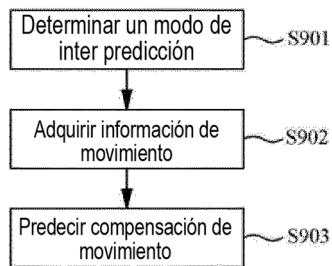 Determinar un modo de
inter predicción
S901
Adquirir información de
movimiento
S902
Predecir compensación de
movimiento
S903